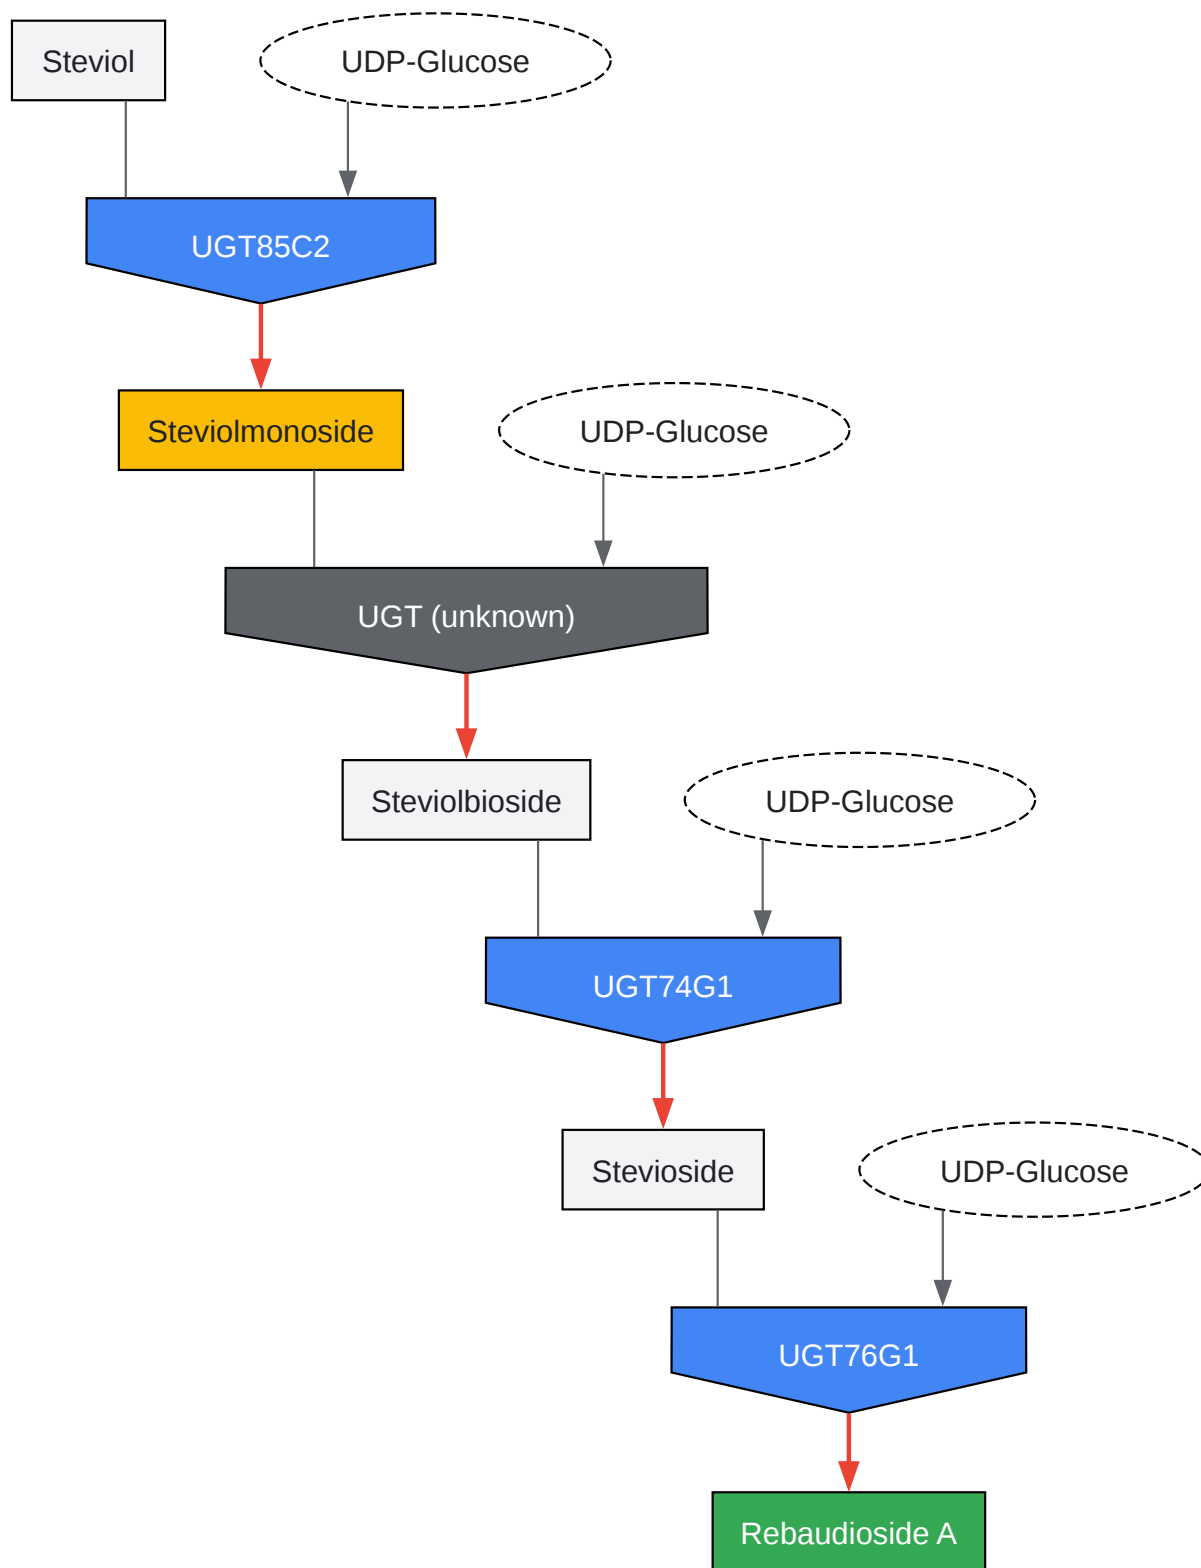 Steviol
UDP-Glucose
UGT85C2
Steviolmonoside
UDP-Glucose
UGT (unknown)
Steviolbioside
UDP-Glucose
UGT74G1
Stevioside
UDP-Glucose
UGT76G1
Rebaudioside A